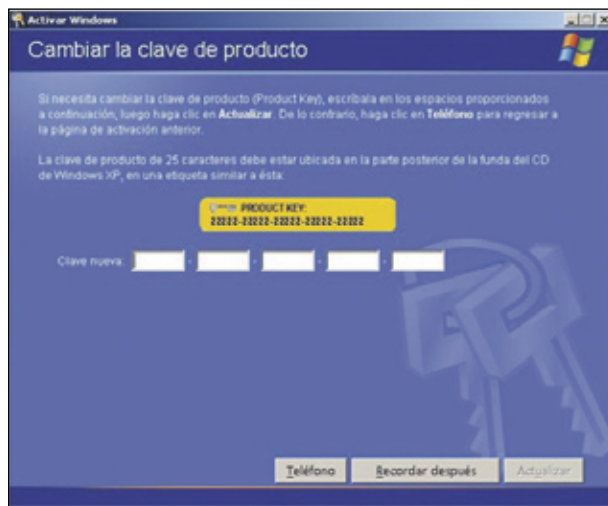 Activar Windows
Cambiar la clave de producto
Si necesita cambiar la clave de producto (Product Key), escríbala en los espacios proporcionados
a continuación, luego haga clic en Actualizar. De lo contrario, haga clic en Teléfono para regresar a
la página de activación anterior.
La clave de producto de 25 caracteres debe estar ubicada en la parte posterior de la funda del CD
de Windows XP, en una etiqueta similar a ésta:
PRODUCT KEY:
22222-22222-22222-22222-22222
Clave nueva: - - - -
Teléfono Recordar después Actualizar